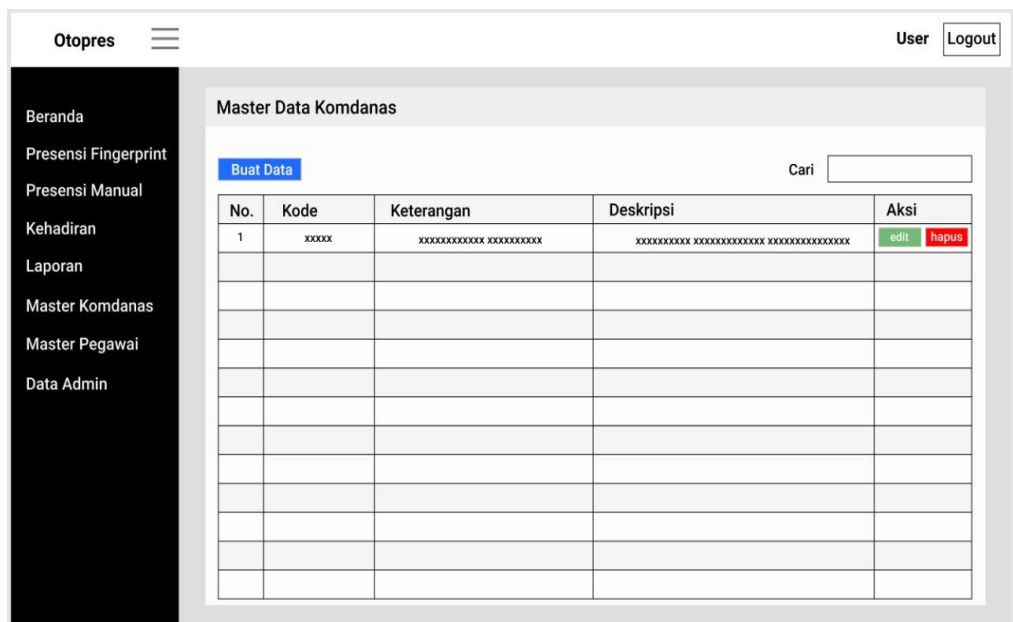 Otopres
User Logout
Beranda
Presensi Fingerprint
Presensi Manual
Kehadiran
Laporan
Master Komdanas
Master Pegawai
Data Admin
Master Data Komdanas
Buat Data
Cari
No. Kode Keterangan Deskripsi Aksi
1 xxxxx xxxxxxxxxxxx xxxxxxxxxx xxxxxxxxxx xxxxxxxxxxxxx xxxxxxxxxxxxxxx edit hapus